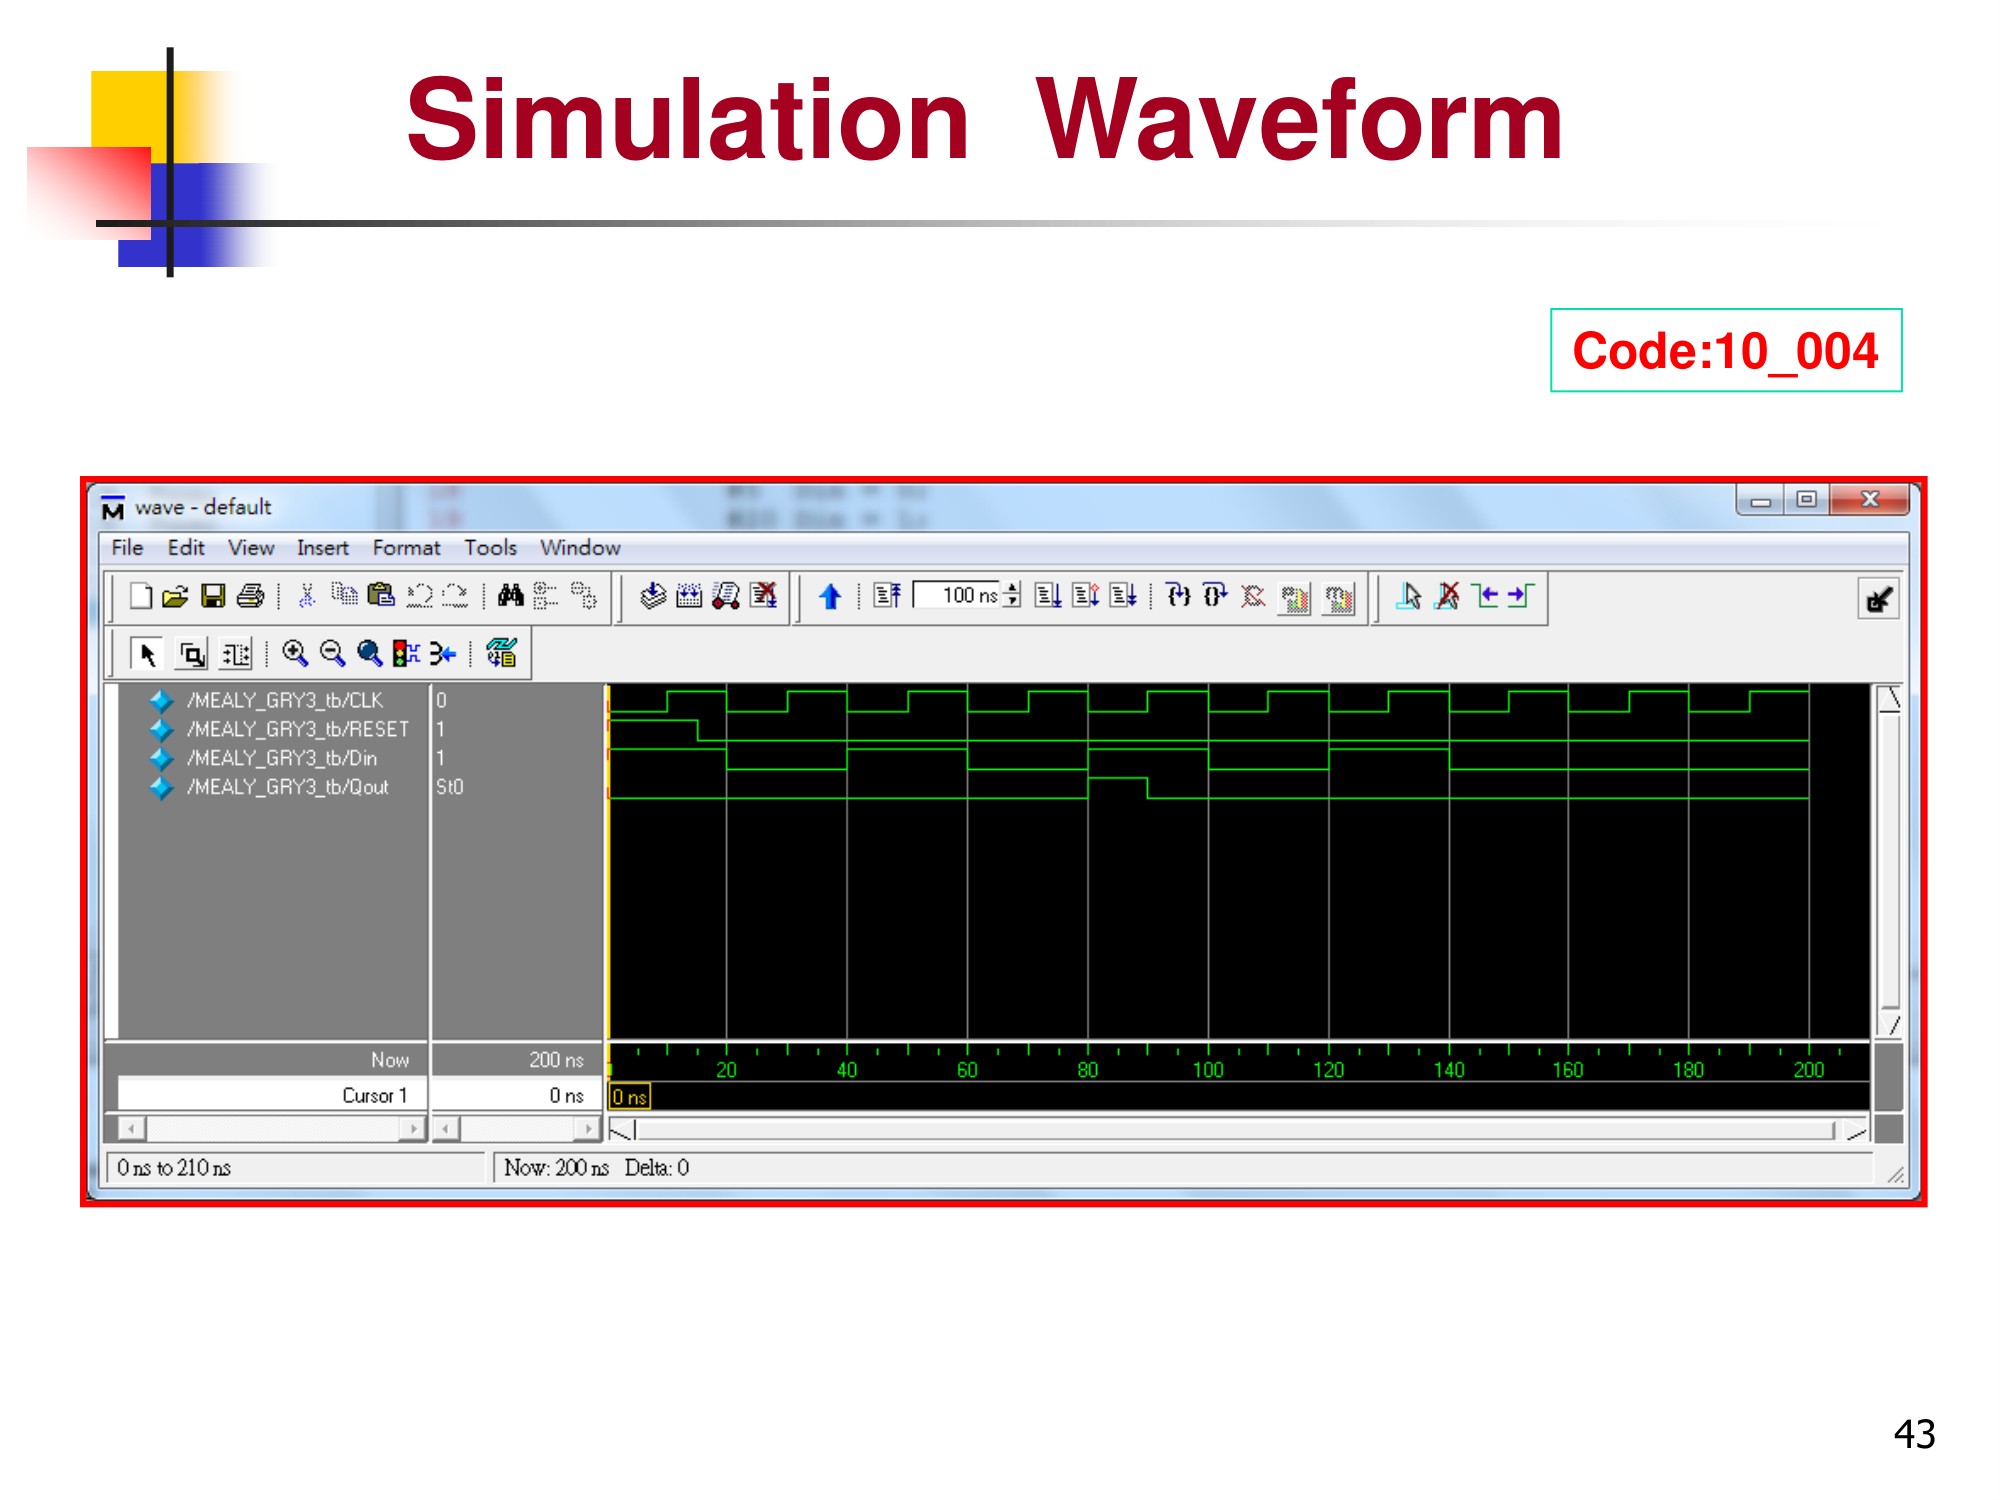 Simulation Waveform
Code:10_004
wave - default
File Edit View Insert Format Tools Window
100 ns
/MEALY_GRY3_tb/CLK 0
/MEALY_GRY3_tb/RESET 1
/MEALY_GRY3_tb/Din 1
/MEALY_GRY3_tb/Qout St0
Now 200 ns
20 40 60 80 100 120 140 160 180 200
Cursor 1 0 ns 0 ns
0 ns to 210 ns Now: 200 ns Delta: 0
43